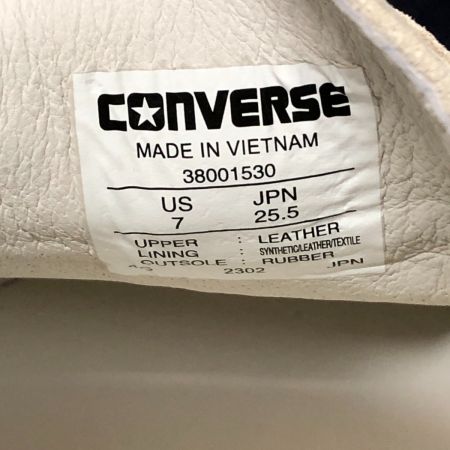 CONVERSE
MADE IN VIETNAM
38001530
US JPN
7 25.5
UPPER : LEATHER
LINING : SYNTHETIC/LEATHER/TEXTILE
OUTSOLE : RUBBER
2302 JPN